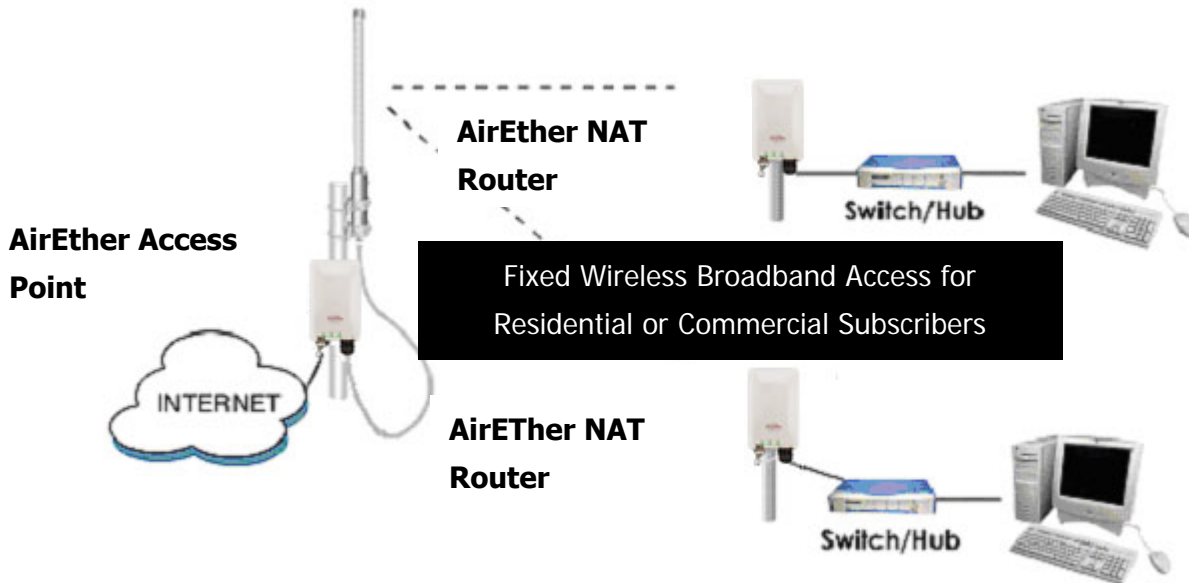 AirEther NAT
Router
Switch/Hub
AirEther Access
Point
Fixed Wireless Broadband Access for
Residential or Commercial Subscribers
INTERNET
AirETher NAT
Router
Switch/Hub